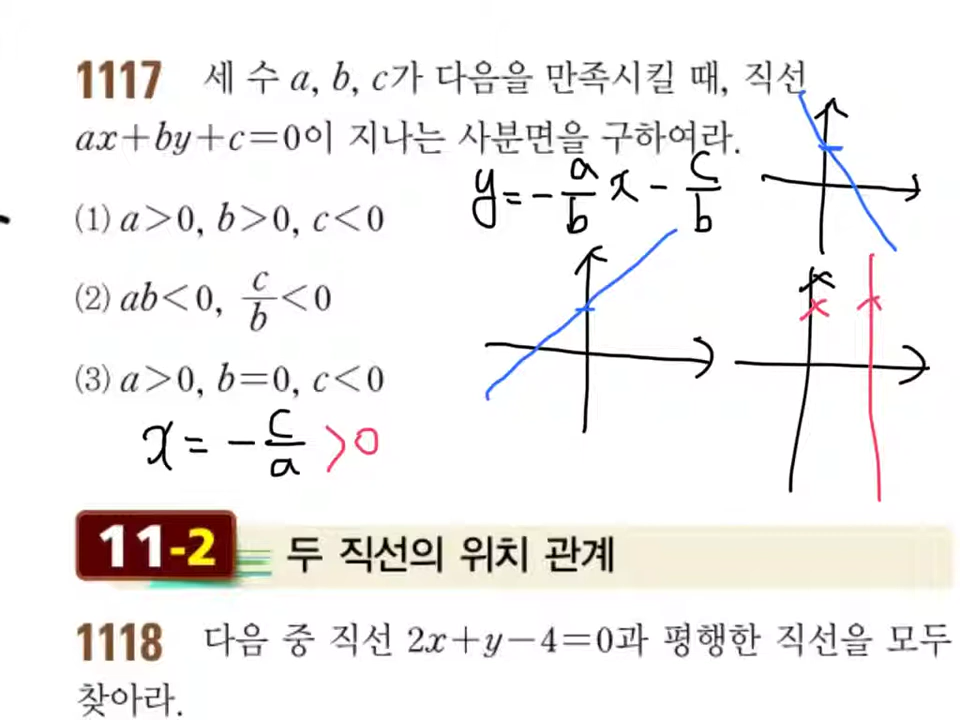 1117 세 수 a, b, c가 다음을 만족시킬 때, 직선
ax+by+c=0이 지나는 사분면을 구하여라.
y=-a/b x-c/b
(1) a>0, b>0, c<0
(2) ab<0, c/b<0
(3) a>0, b=0, c<0
x=-c/a>0
11-2 두 직선의 위치 관계
1118 다음 중 직선 2x+y-4=0과 평행한 직선을 모두
찾아라.